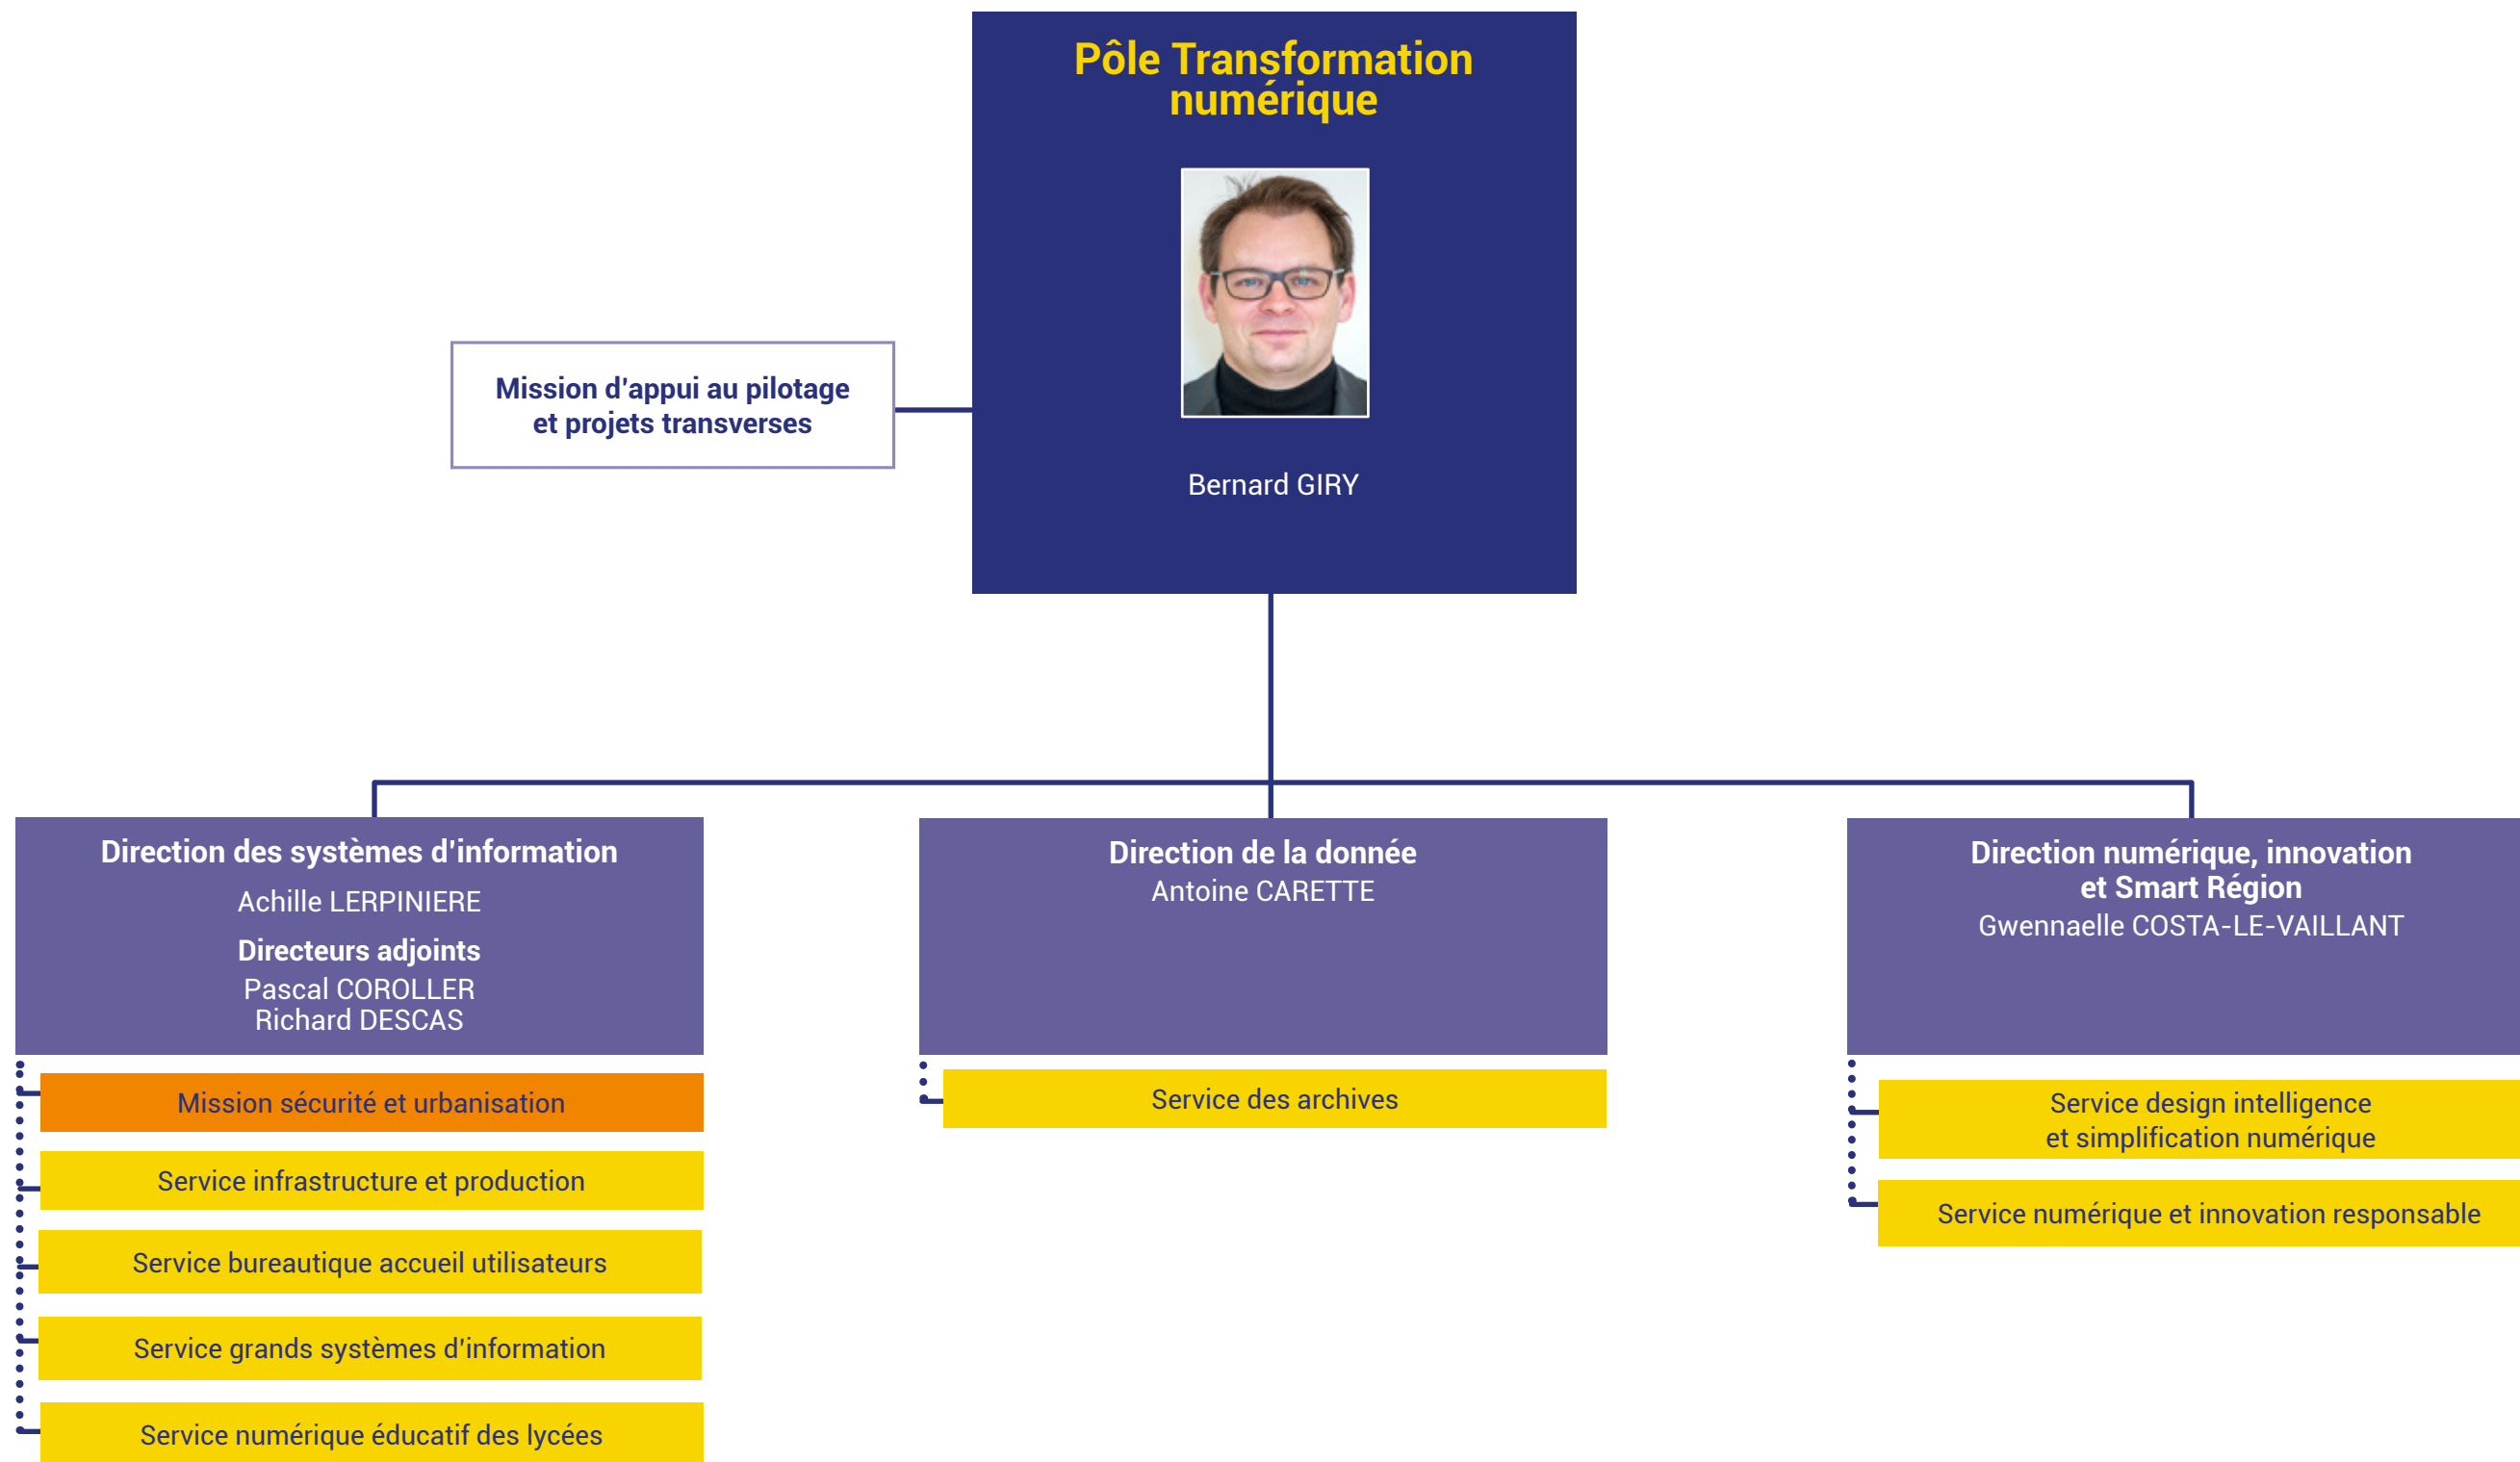 Pôle Transformation
numérique
Mission d'appui au pilotage
et projets transverses
Bernard GIRY
Direction des systèmes d'information
Achille LERPINIERE
Directeurs adjoints
Pascal COROLLER
Richard DESCAS
Mission sécurité et urbanisation
Service infrastructure et production
Service bureautique accueil utilisateurs
Service grands systèmes d'information
Service numérique éducatif des lycées
Direction de la donnée
Antoine CARETTE
Service des archives
Direction numérique, innovation
et Smart Région
Gwennaelle COSTA-LE-VAILLANT
Service design intelligence
et simplification numérique
Service numérique et innovation responsable